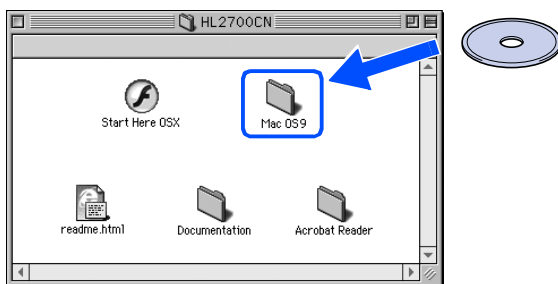 HL2700CN
Start Here OSX
Mac OS9
readme.html
Documentation
Acrobat Reader